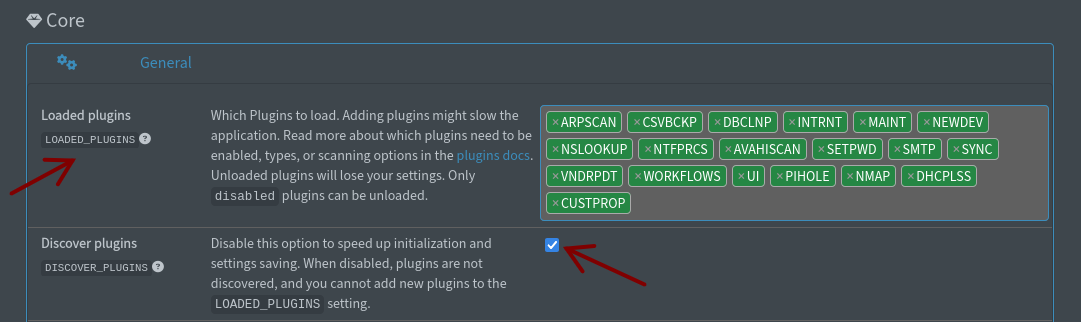 Core
General
Loaded plugins
LOADED_PLUGINS ?
Which Plugins to load. Adding plugins might slow the
application. Read more about which plugins need to be
enabled, types, or scanning options in the plugins docs.
Unloaded plugins will lose your settings. Only
disabled plugins can be unloaded.
×ARPSCAN ×CSVBCKP ×DBCLNP ×INTRNT ×MAINT ×NEWDEV
×NSLOOKUP ×NTFPRCS ×AVAHISCAN ×SETPWD ×SMTP ×SYNC
×VNDRPDT ×WORKFLOWS ×UI ×PIHOLE ×NMAP ×DHCPLSS
×CUSTPROP
Discover plugins
DISCOVER_PLUGINS ?
Disable this option to speed up initialization and
settings saving. When disabled, plugins are not
discovered, and you cannot add new plugins to the
LOADED_PLUGINS setting.